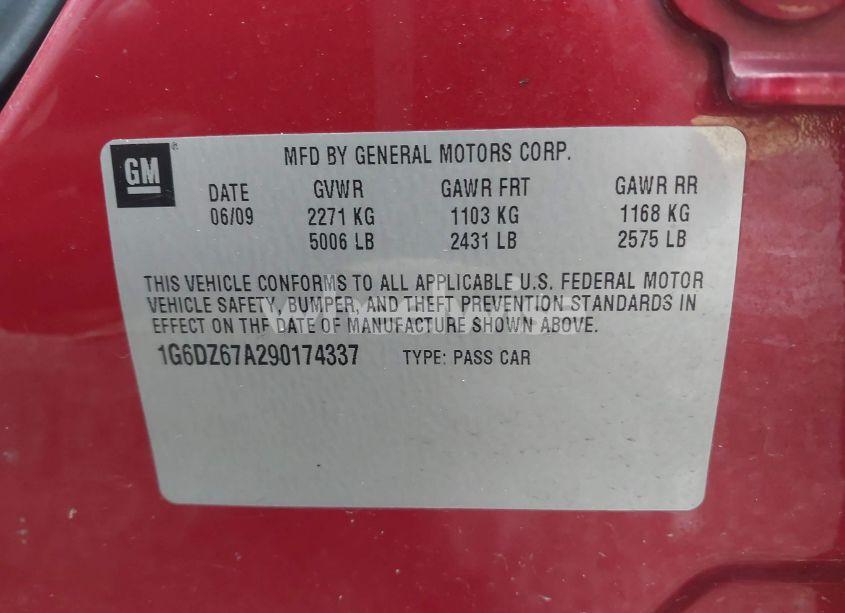 GM
MFD BY GENERAL MOTORS CORP.
DATE GVWR GAWR FRT GAWR RR
06/09 2271 KG 1103 KG 1168 KG
5006 LB 2431 LB 2575 LB
THIS VEHICLE CONFORMS TO ALL APPLICABLE U.S. FEDERAL MOTOR
VEHICLE SAFETY, BUMPER, AND THEFT PREVENTION STANDARDS IN
EFFECT ON THE DATE OF MANUFACTURE SHOWN ABOVE.
1G6DZ67A290174337 TYPE: PASS CAR